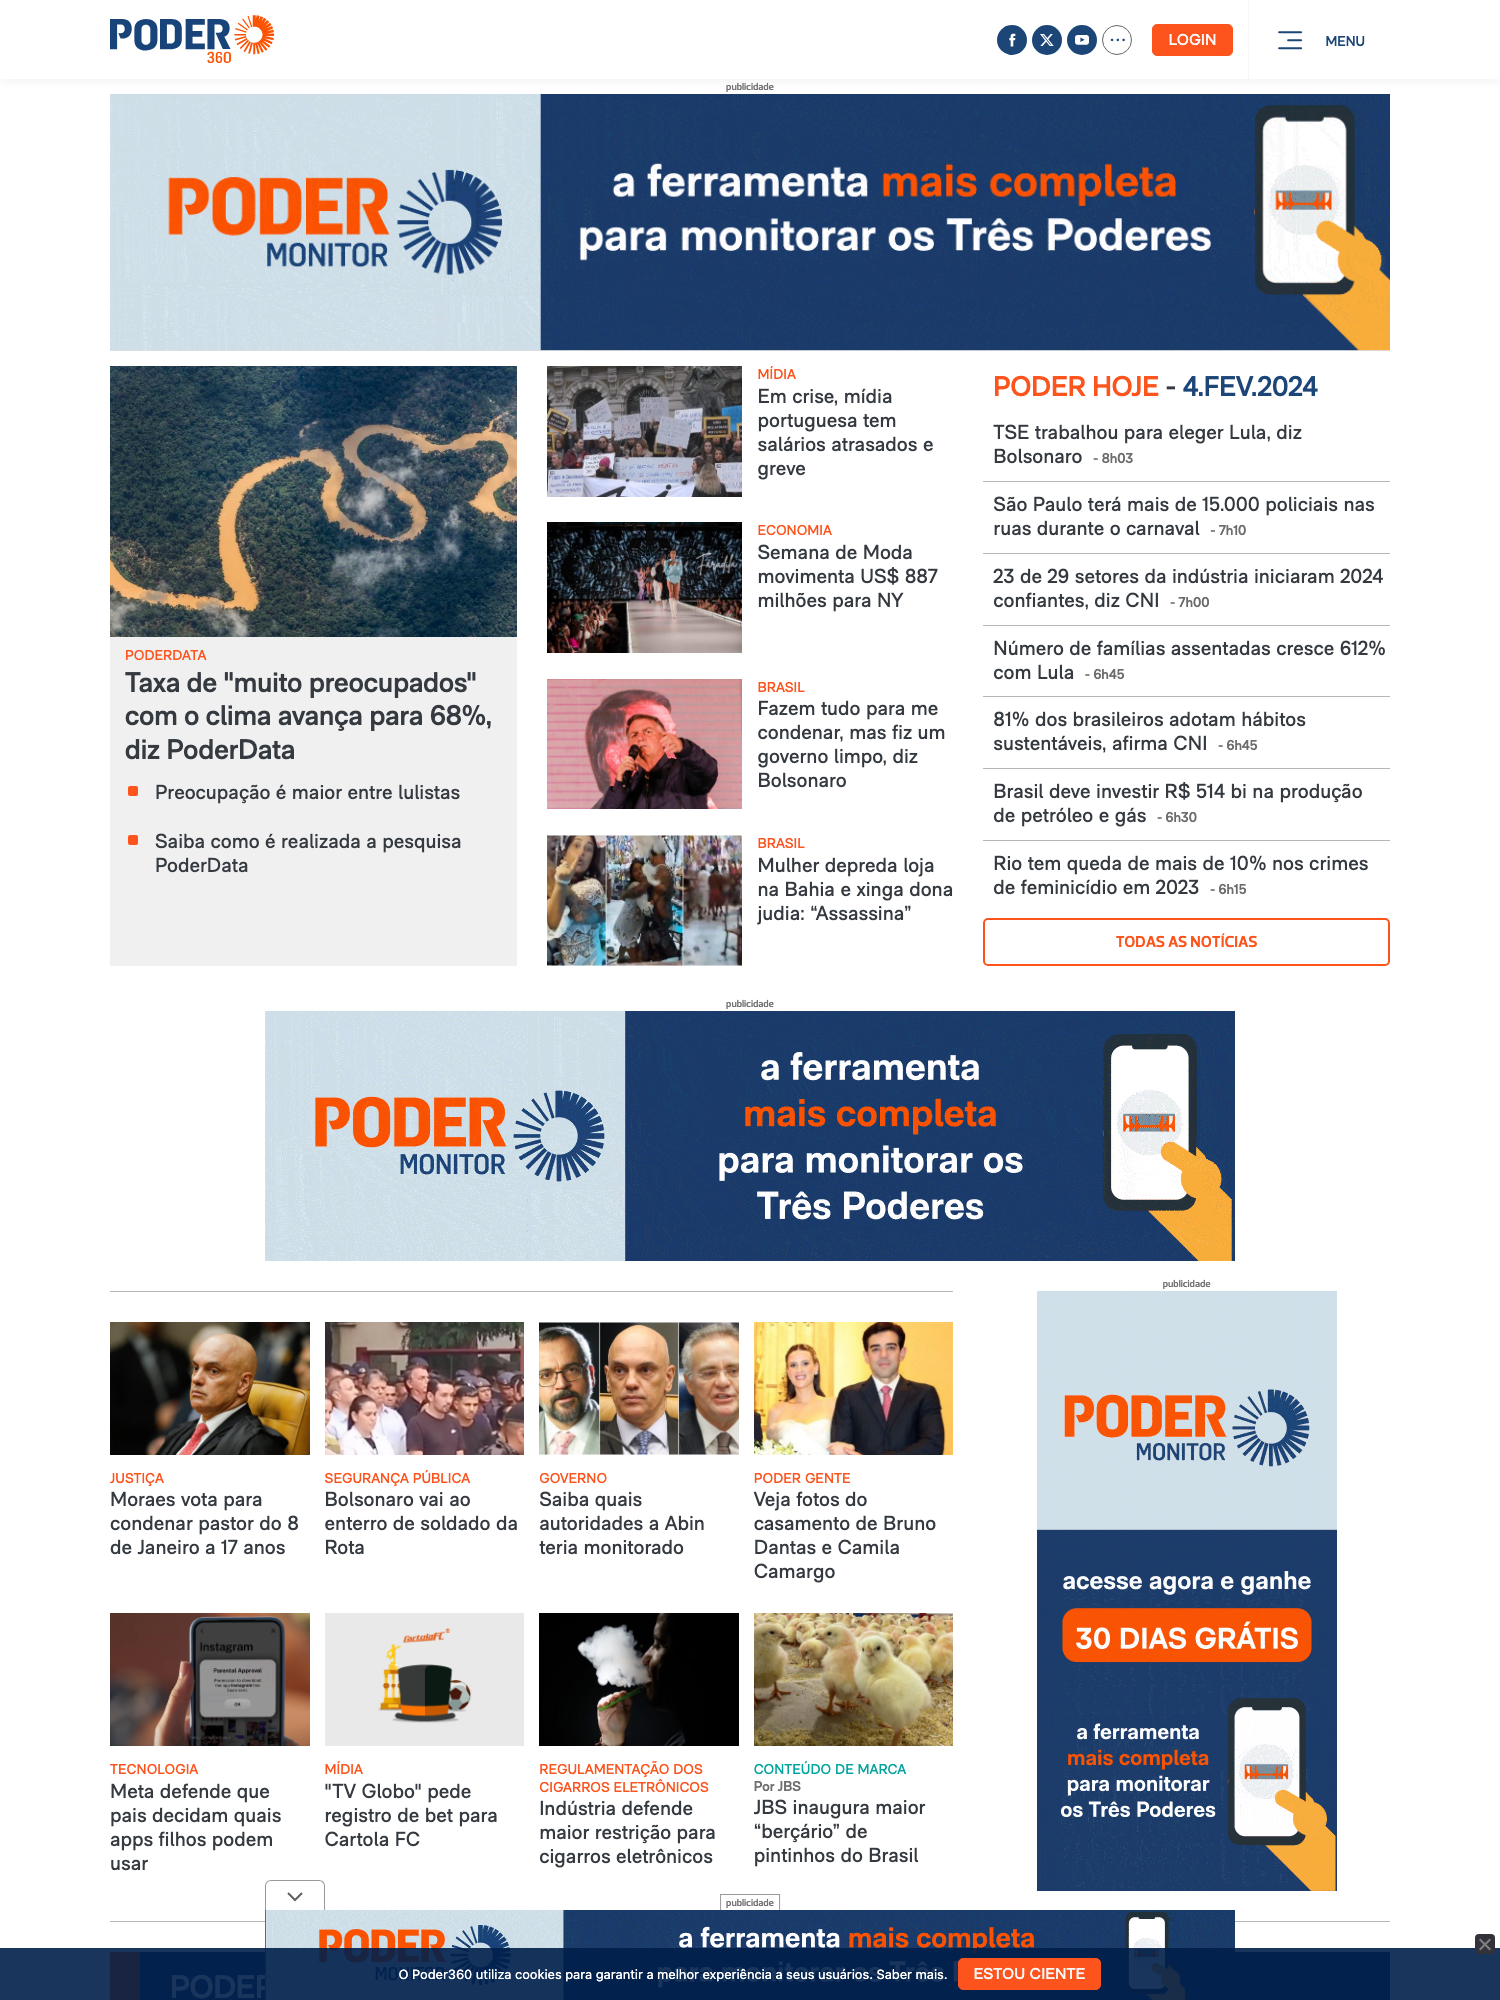 PODER
360
LOGIN
MENU
publicidade
PODER
MONITOR
a ferramenta mais completa
para monitorar os Três Poderes
PODERDATA
Taxa de "muito preocupados"
com o clima avança para 68%,
diz PoderData
Preocupação é maior entre lulistas
Saiba como é realizada a pesquisa
PoderData
MÍDIA
Em crise, mídia
portuguesa tem
salários atrasados e
greve
ECONOMIA
Semana de Moda
movimenta US$ 887
milhões para NY
BRASIL
Fazem tudo para me
condenar, mas fiz um
governo limpo, diz
Bolsonaro
BRASIL
Mulher depreda loja
na Bahia e xinga dona
judia: “Assassina”
PODER HOJE - 4.FEV.2024
TSE trabalhou para eleger Lula, diz
Bolsonaro - 8h03
São Paulo terá mais de 15.000 policiais nas
ruas durante o carnaval - 7h10
23 de 29 setores da indústria iniciaram 2024
confiantes, diz CNI - 7h00
Número de famílias assentadas cresce 612%
com Lula - 6h45
81% dos brasileiros adotam hábitos
sustentáveis, afirma CNI - 6h45
Brasil deve investir R$ 514 bi na produção
de petróleo e gás - 6h30
Rio tem queda de mais de 10% nos crimes
de feminicídio em 2023 - 6h15
TODAS AS NOTÍCIAS
publicidade
PODER
MONITOR
a ferramenta
mais completa
para monitorar os
Três Poderes
JUSTIÇA
Moraes vota para
condenar pastor do 8
de Janeiro a 17 anos
SEGURANÇA PÚBLICA
Bolsonaro vai ao
enterro de soldado da
Rota
GOVERNO
Saiba quais
autoridades a Abin
teria monitorado
PODER GENTE
Veja fotos do
casamento de Bruno
Dantas e Camila
Camargo
Instagram
Parental Approval
OK
CartolaFC
TECNOLOGIA
Meta defende que
pais decidam quais
apps filhos podem
usar
MÍDIA
"TV Globo" pede
registro de bet para
Cartola FC
REGULAMENTAÇÃO DOS
CIGARROS ELETRÔNICOS
Indústria defende
maior restrição para
cigarros eletrônicos
CONTEÚDO DE MARCA
Por JBS
JBS inaugura maior
“berçário” de
pintinhos do Brasil
publicidade
PODER
MONITOR
acesse agora e ganhe
30 DIAS GRÁTIS
a ferramenta
mais completa
para monitorar
os Três Poderes
publicidade
PODER
a ferramenta mais completa
O Poder360 utiliza cookies para garantir a melhor experiência a seus usuários. Saber mais.
ESTOU CIENTE
PODER